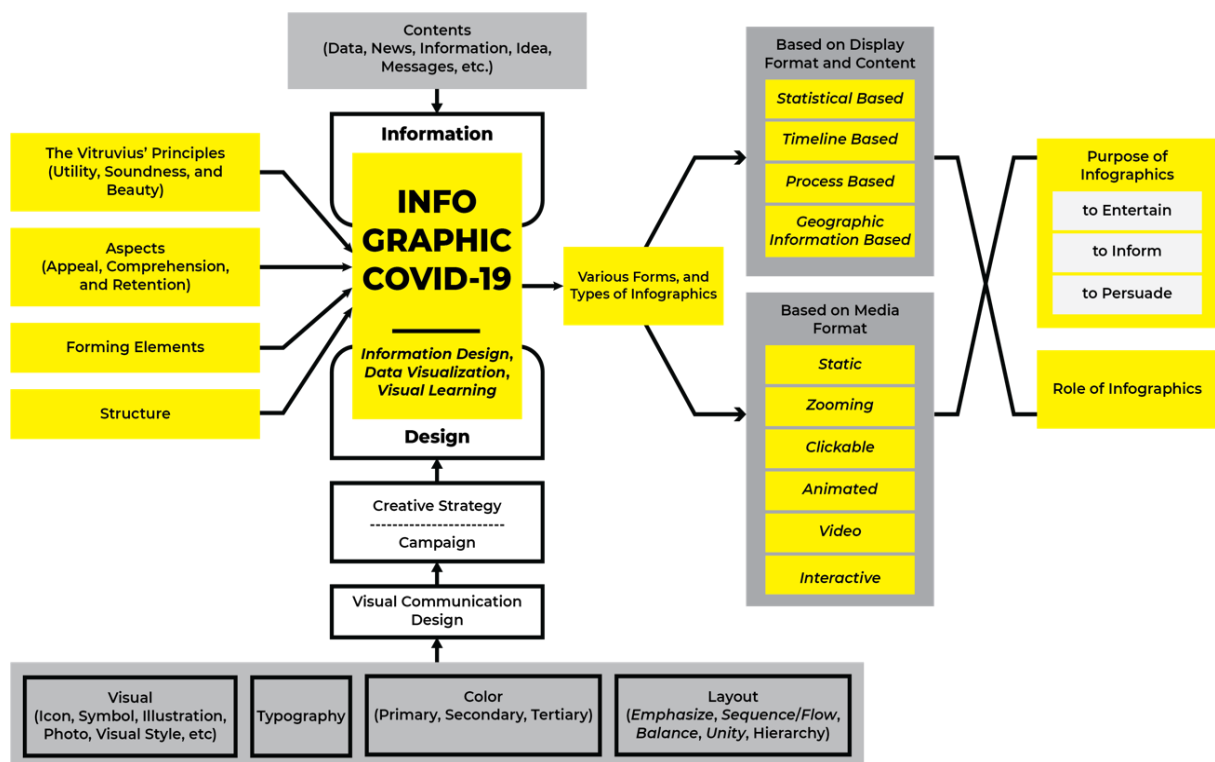 Contents
(Data, News, Information, Idea,
Messages, etc.)
Information
The Vitruvius’ Principles
(Utility, Soundness, and
Beauty)
Aspects
(Appeal, Comprehension,
and Retention)
Forming Elements
Structure
INFO
GRAPHIC
COVID-19
Information Design,
Data Visualization,
Visual Learning
Design
Creative Strategy
Campaign
Visual Communication
Design
Visual
(Icon, Symbol, Illustration,
Photo, Visual Style, etc)
Typography
Color
(Primary, Secondary, Tertiary)
Layout
(Emphasize, Sequence/Flow,
Balance, Unity, Hierarchy)
Various Forms, and
Types of Infographics
Based on Display
Format and Content
Statistical Based
Timeline Based
Process Based
Geographic
Information Based
Based on Media
Format
Static
Zooming
Clickable
Animated
Video
Interactive
Purpose of
Infographics
to Entertain
to Inform
to Persuade
Role of Infographics